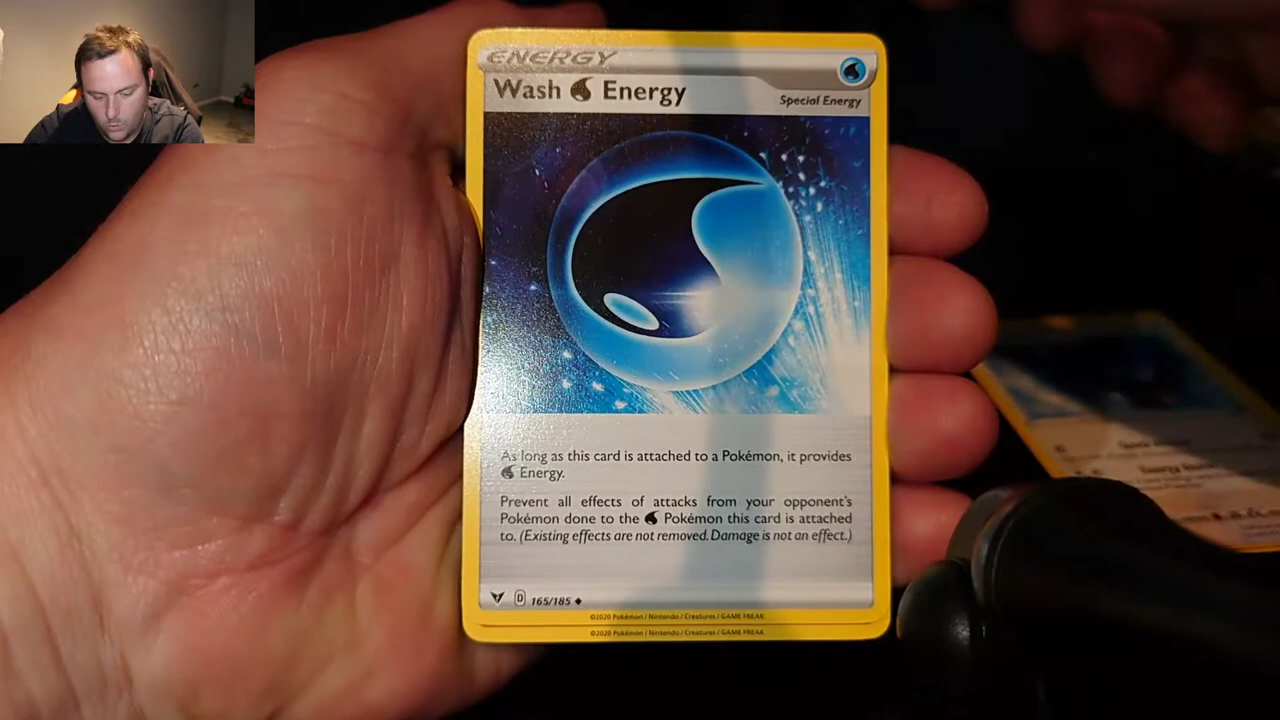 ENERGY
Wash Energy
Special Energy
As long as this card is attached to a Pokémon, it provides
Energy.
Prevent all effects of attacks from your opponent's
Pokémon done to the Pokémon this card is attached
to. (Existing effects are not removed. Damage is not an effect.)
D 165/185
©2020 Pokémon / Nintendo / Creatures / GAME FREAK
©2020 Pokémon / Nintendo / Creatures / GAME FREAK